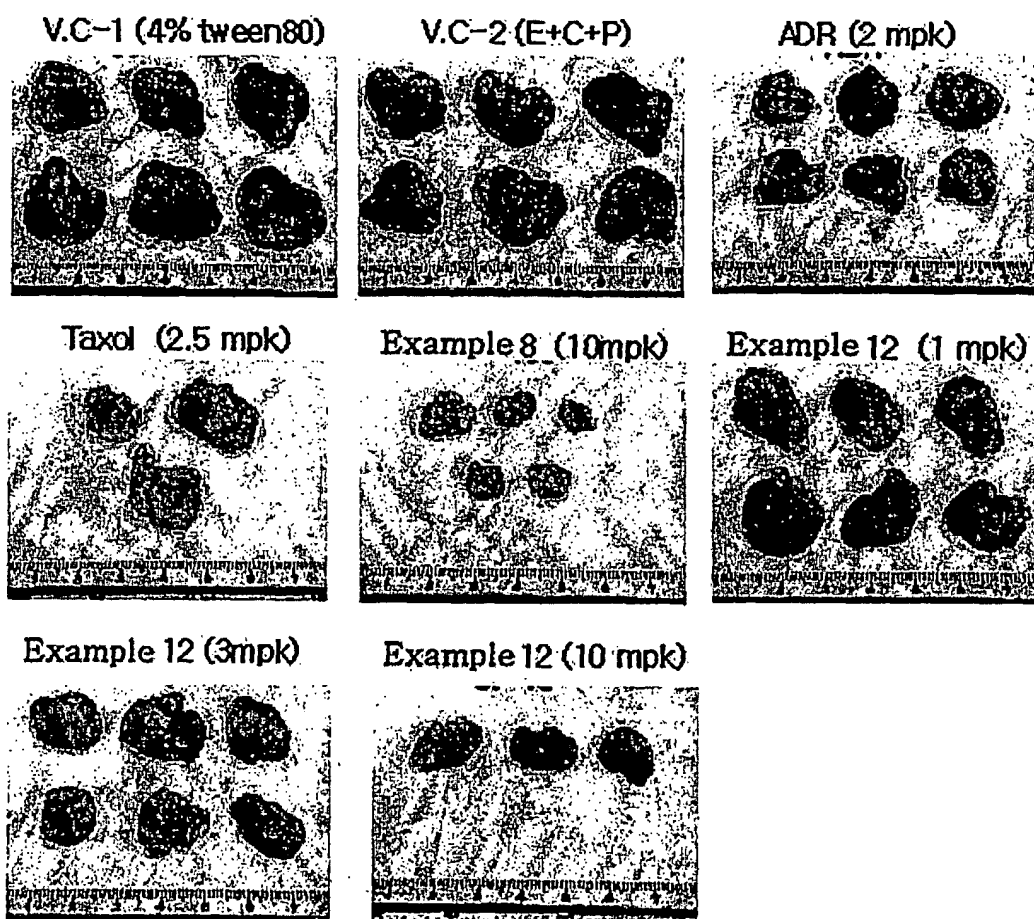 V.C-1 (4% tween80)
V.C-2 (E+C+P)
ADR (2 mpk)
Taxol (2.5 mpk)
Example 8 (10mpk)
Example 12 (1 mpk)
Example 12 (3mpk)
Example 12 (10 mpk)